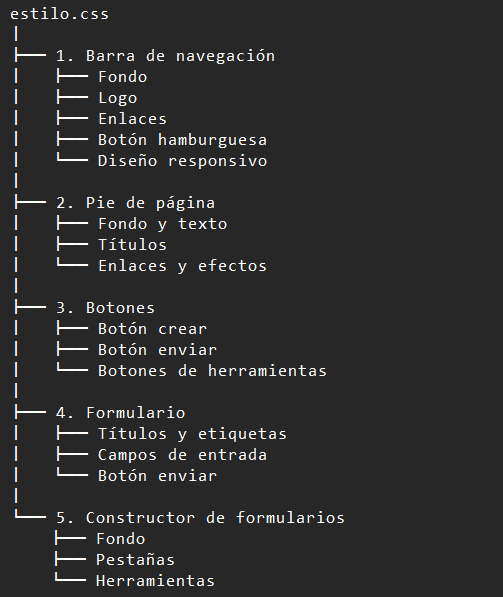 estilo.css
│
├── 1. Barra de navegación
│   ├── Fondo
│   ├── Logo
│   ├── Enlaces
│   ├── Botón hamburguesa
│   └── Diseño responsivo
│
├── 2. Pie de página
│   ├── Fondo y texto
│   ├── Títulos
│   └── Enlaces y efectos
│
├── 3. Botones
│   ├── Botón crear
│   ├── Botón enviar
│   └── Botones de herramientas
│
├── 4. Formulario
│   ├── Títulos y etiquetas
│   ├── Campos de entrada
│   └── Botón enviar
│
└── 5. Constructor de formularios
    ├── Fondo
    ├── Pestañas
    └── Herramientas